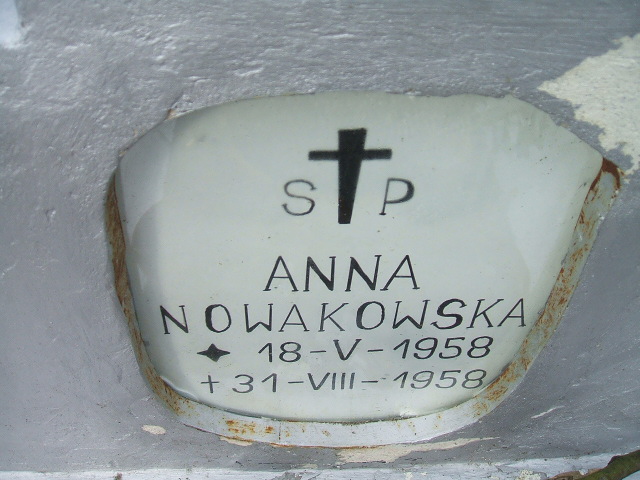 S P
ANNA
NOWAKOWSKA
✦ 18-V-1958
+ 31-VIII-1958